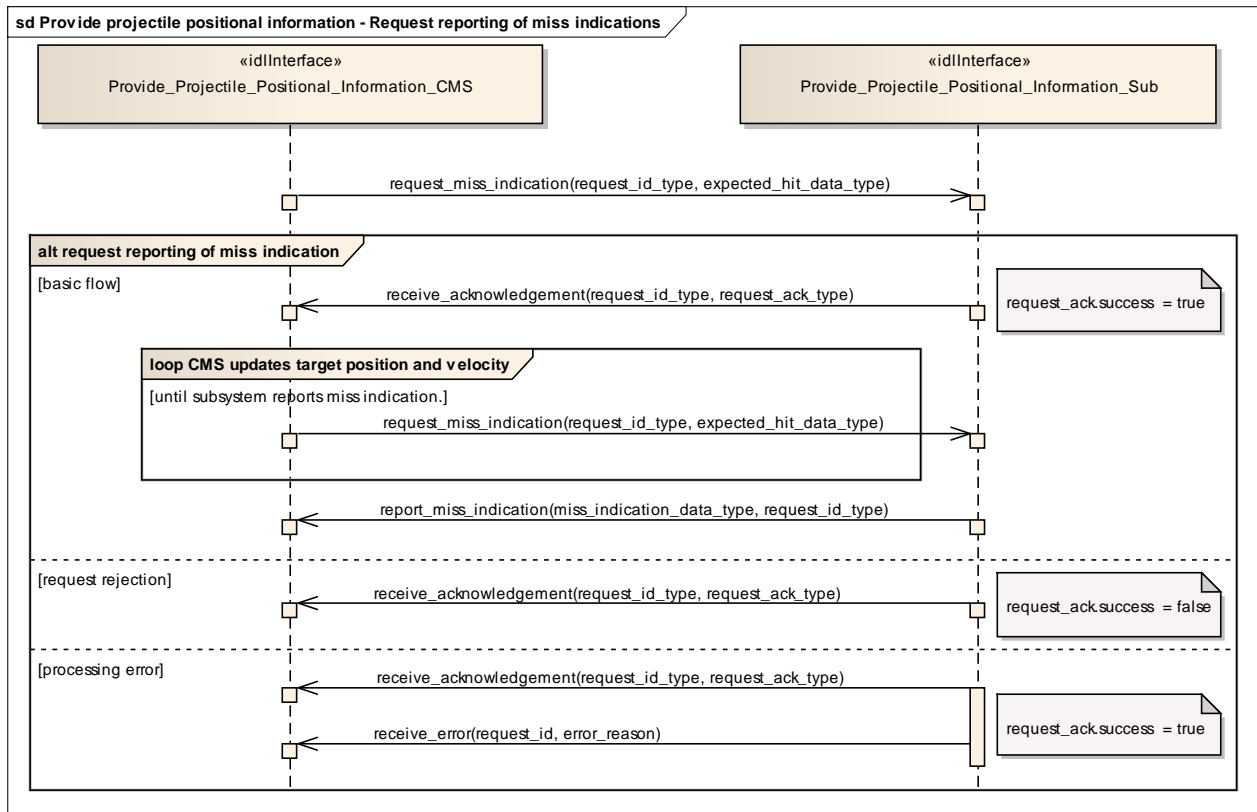 sd Provide projectile positional information - Request reporting of miss indications
«idlInterface»
Provide_Projectile_Positional_Information_CMS
«idlInterface»
Provide_Projectile_Positional_Information_Sub
request_miss_indication(request_id_type, expected_hit_data_type)
alt request reporting of miss indication
[basic flow]
receive_acknowledgement(request_id_type, request_ack_type)
request_ack.success = true
loop CMS updates target position and velocity
[until subsystem reports miss indication.]
request_miss_indication(request_id_type, expected_hit_data_type)
report_miss_indication(miss_indication_data_type, request_id_type)
[request rejection]
receive_acknowledgement(request_id_type, request_ack_type)
request_ack.success = false
[processing error]
receive_acknowledgement(request_id_type, request_ack_type)
request_ack.success = true
receive_error(request_id, error_reason)